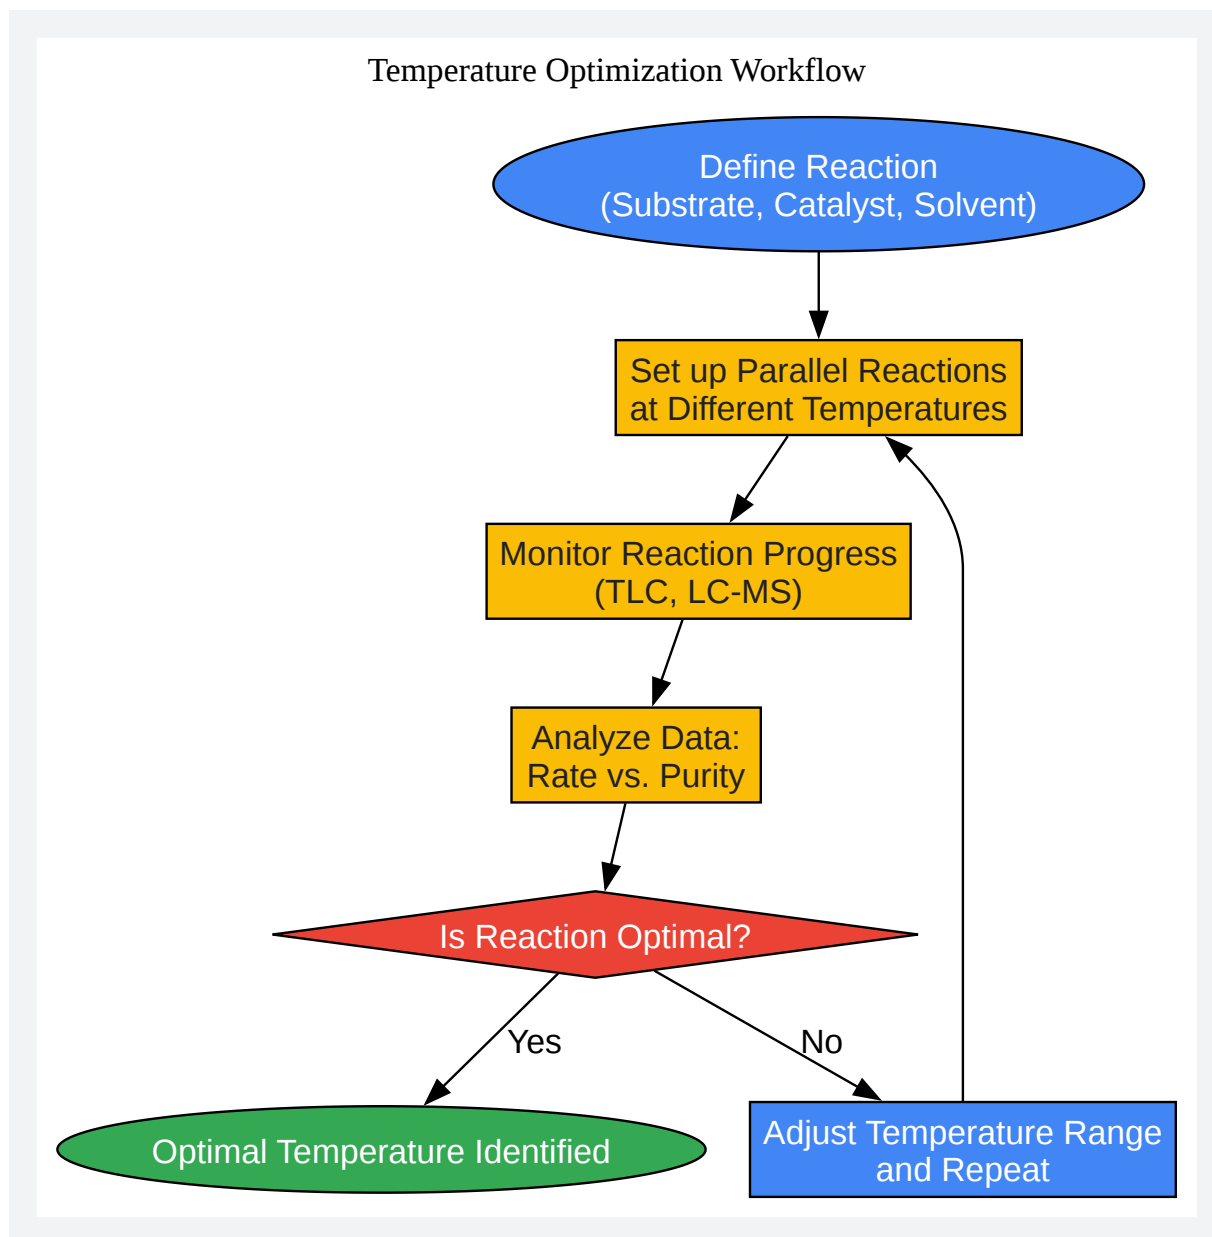 Temperature Optimization Workflow
Define Reaction
(Substrate, Catalyst, Solvent)
Set up Parallel Reactions
at Different Temperatures
Monitor Reaction Progress
(TLC, LC-MS)
Analyze Data:
Rate vs. Purity
Is Reaction Optimal?
Yes
No
Optimal Temperature Identified
Adjust Temperature Range
and Repeat